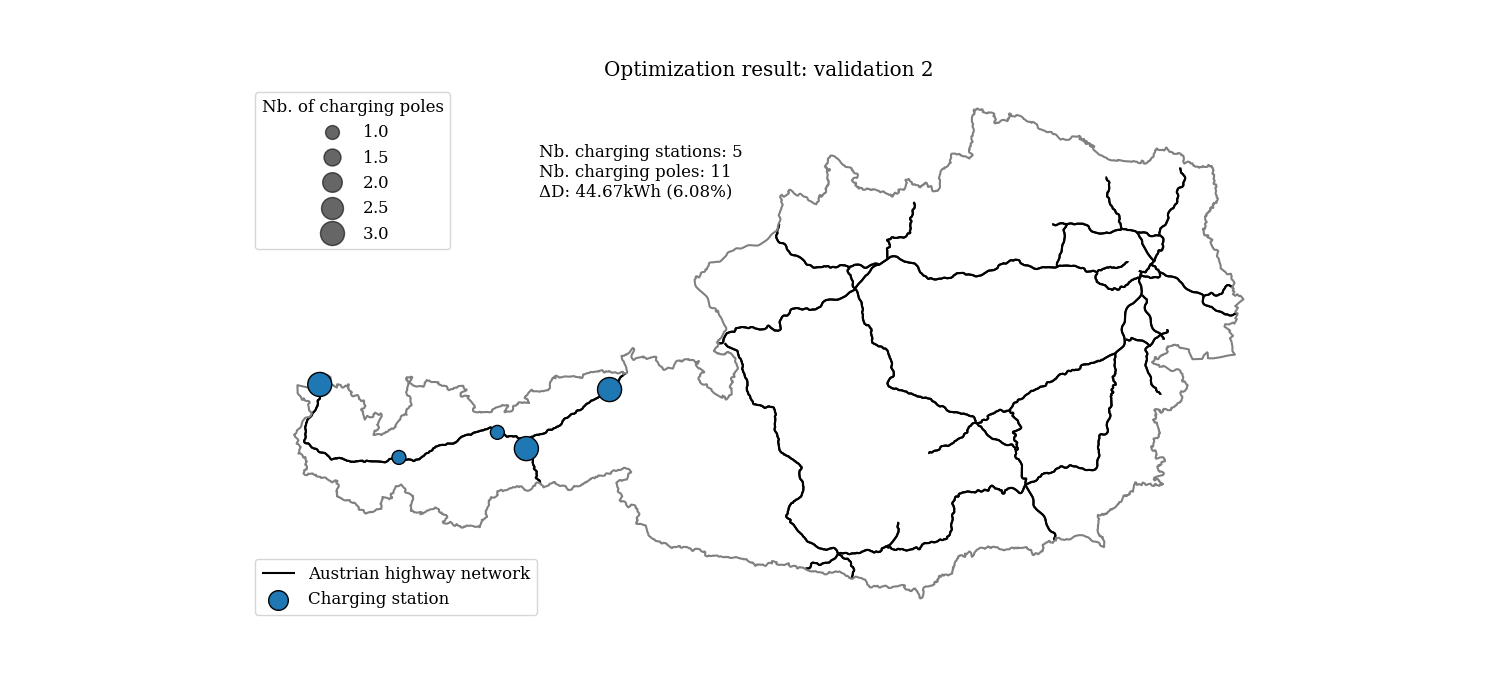 Optimization result: validation 2
Nb. of charging poles
1.0
1.5
2.0
2.5
3.0
Nb. charging stations: 5
Nb. charging poles: 11
ΔD: 44.67kWh (6.08%)
Austrian highway network
Charging station